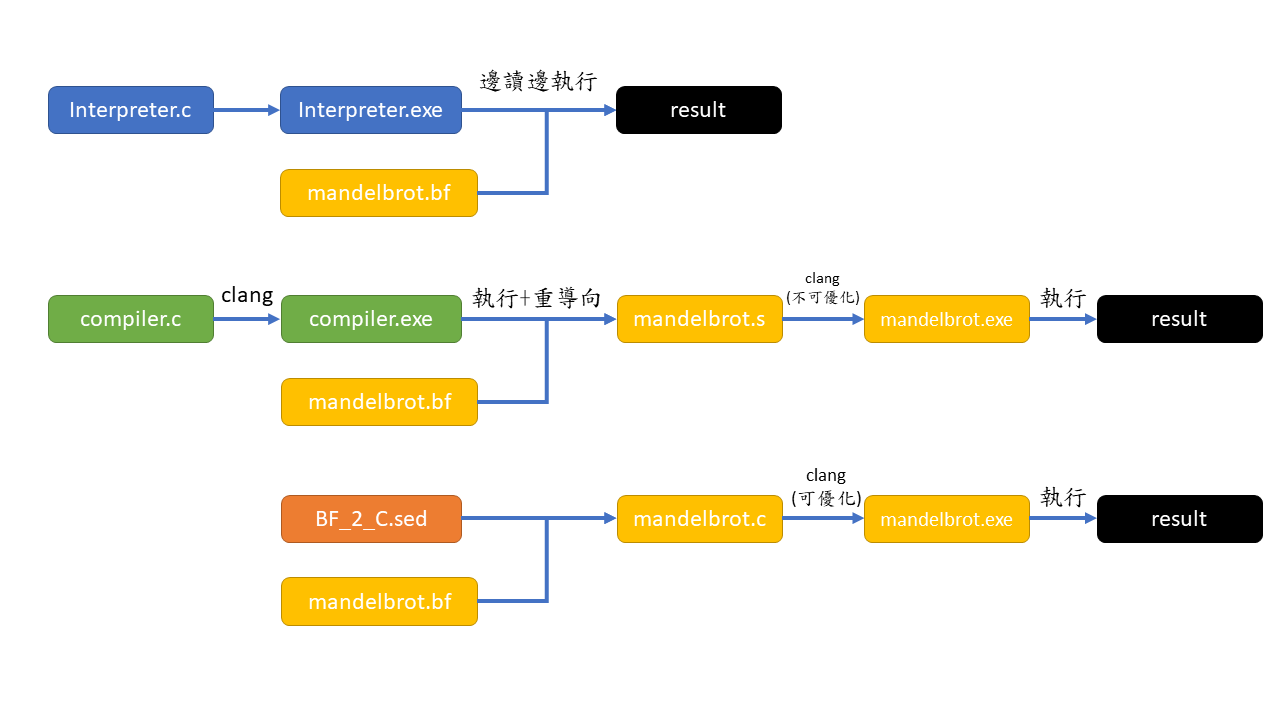 邊讀邊執行
Interpreter.c
Interpreter.exe
result
mandelbrot.bf
clang
執行+重導向
clang
(不可優化)
執行
compiler.c
compiler.exe
mandelbrot.s
mandelbrot.exe
result
mandelbrot.bf
clang
(可優化)
執行
BF_2_C.sed
mandelbrot.c
mandelbrot.exe
result
mandelbrot.bf